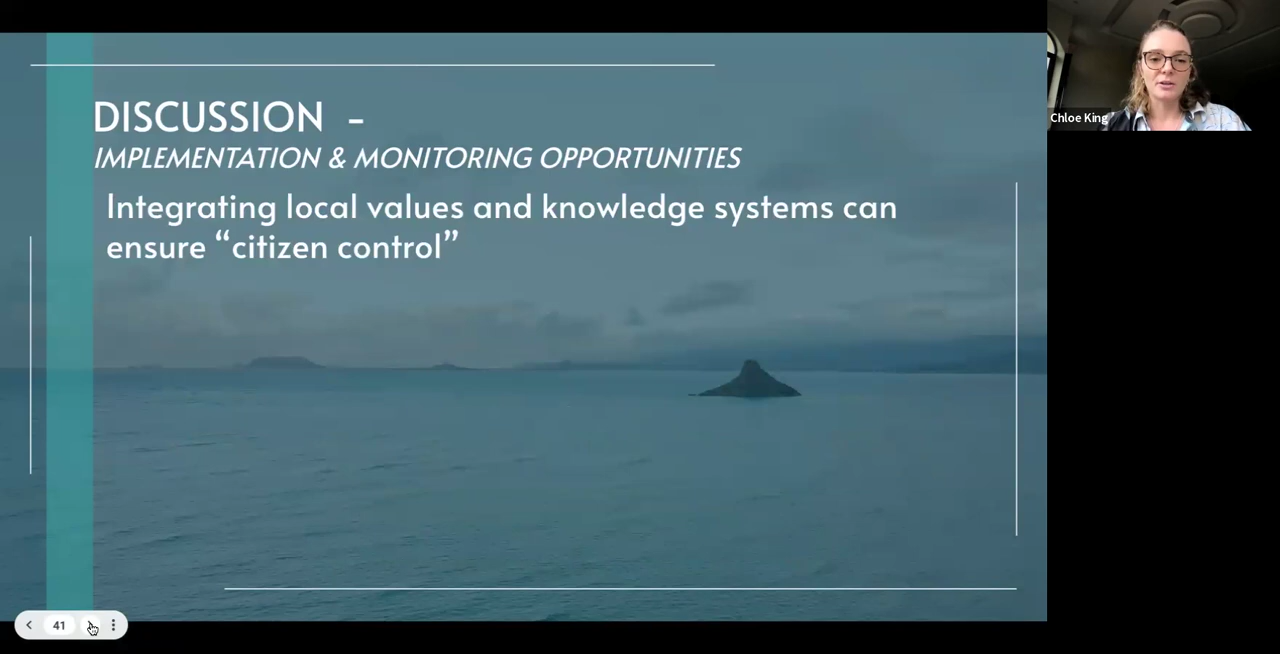 DISCUSSION -
IMPLEMENTATION & MONITORING OPPORTUNITIES
Integrating local values and knowledge systems can
ensure “citizen control”
Chloe King
41